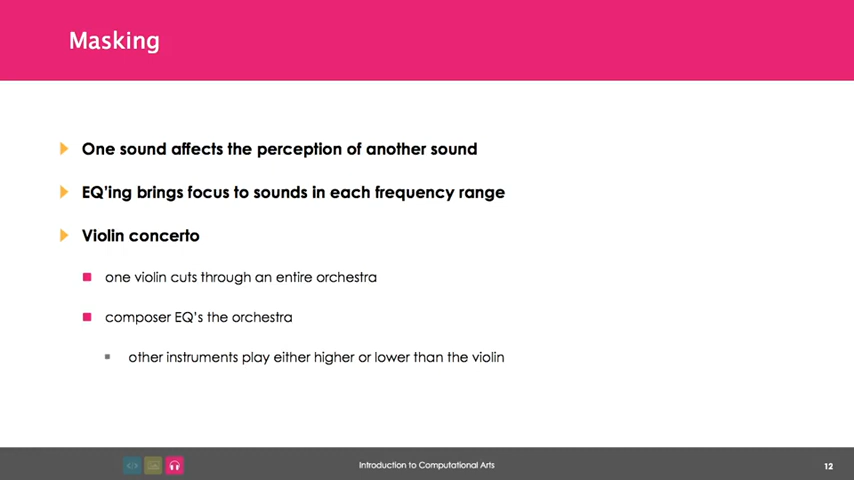 Masking
One sound affects the perception of another sound
EQ'ing brings focus to sounds in each frequency range
Violin concerto
one violin cuts through an entire orchestra
composer EQ's the orchestra
other instruments play either higher or lower than the violin
Introduction to Computational Arts
12